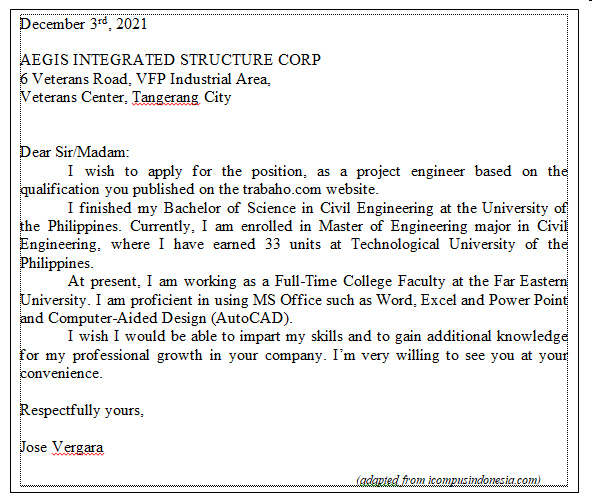 December 3rd, 2021
AEGIS INTEGRATED STRUCTURE CORP
6 Veterans Road, VFP Industrial Area,
Veterans Center, Tangerang City
Dear Sir/Madam:
I wish to apply for the position, as a project engineer based on the
qualification you published on the trabaho.com website.
I finished my Bachelor of Science in Civil Engineering at the University of
the Philippines. Currently, I am enrolled in Master of Engineering major in Civil
Engineering, where I have earned 33 units at Technological University of the
Philippines.
At present, I am working as a Full-Time College Faculty at the Far Eastern
University. I am proficient in using MS Office such as Word, Excel and Power Point
and Computer-Aided Design (AutoCAD).
I wish I would be able to impart my skills and to gain additional knowledge
for my professional growth in your company. I’m very willing to see you at your
convenience.
Respectfully yours,
Jose Vergara
(adapted from icompusindonesia.com)